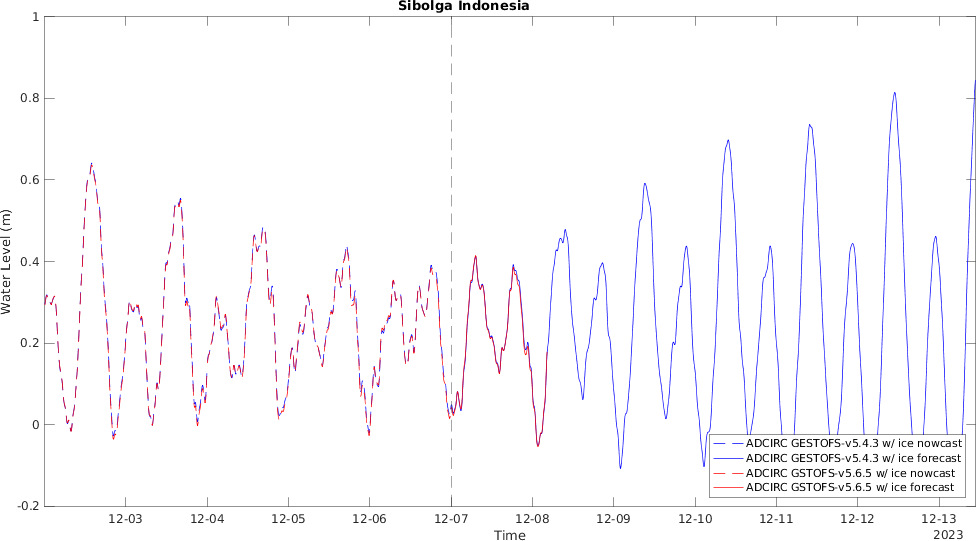 Sibolga Indonesia
Water Level (m)
1
0.8
0.6
0.4
0.2
0
-0.2
ADCIRC GESTOFS-v5.4.3 w/ ice nowcast
ADCIRC GESTOFS-v5.4.3 w/ ice forecast
ADCIRC GSTOFS-v5.6.5 w/ ice nowcast
ADCIRC GSTOFS-v5.6.5 w/ ice forecast
12-03 12-04 12-05 12-06 12-07 12-08 12-09 12-10 12-11 12-12 12-13
Time
2023